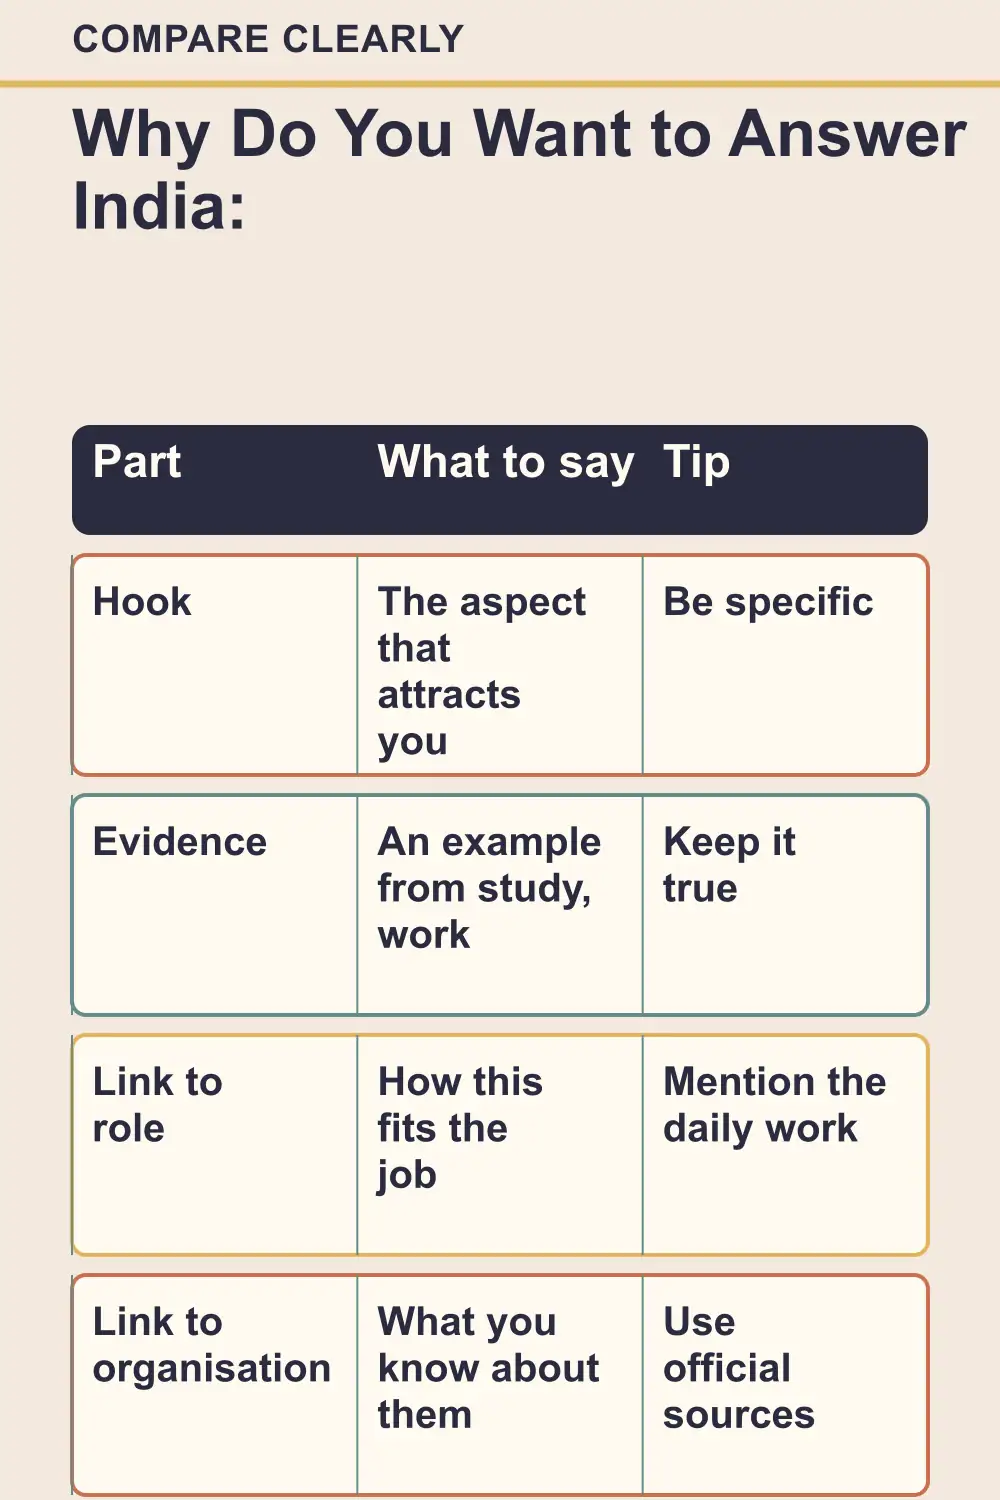 COMPARE CLEARLY
Why Do You Want to Answer
India:
Part What to say Tip
Hook
The aspect
that
attracts
you
Be specific
Evidence
An example
from study,
work
Keep it
true
Link to
role
How this
fits the
job
Mention the
daily work
Link to
organisation
What you
know about
them
Use
official
sources